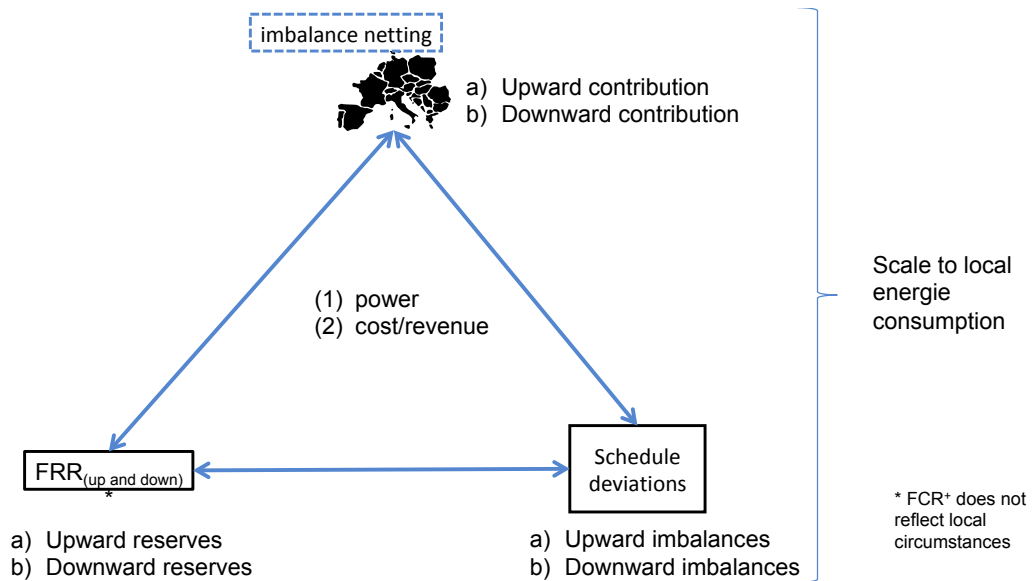 imbalance netting
a) Upward contribution
b) Downward contribution
(1) power
(2) cost/revenue
Scale to local
energie
consumption
FRR(up and down)
*
Schedule
deviations
a) Upward reserves
b) Downward reserves
a) Upward imbalances
b) Downward imbalances
* FCR⁺ does not
reflect local
circumstances